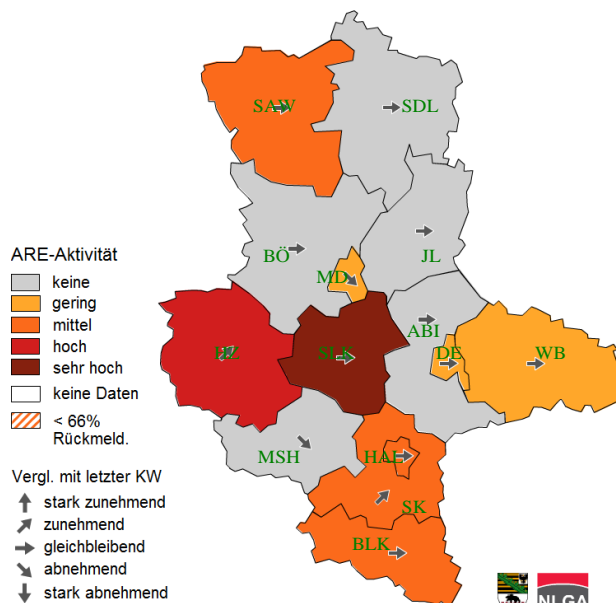 SAW
SDL
BÖ
JL
MD
ABI
HZ
SLK
DE
WB
MSH
HAL
SK
BLK
ARE-Aktivität
keine
gering
mittel
hoch
sehr hoch
keine Daten
< 66%
Rückmeld.
Vergl. mit letzter KW
stark zunehmend
zunehmend
gleichbleibend
abnehmend
stark abnehmend
NLGA